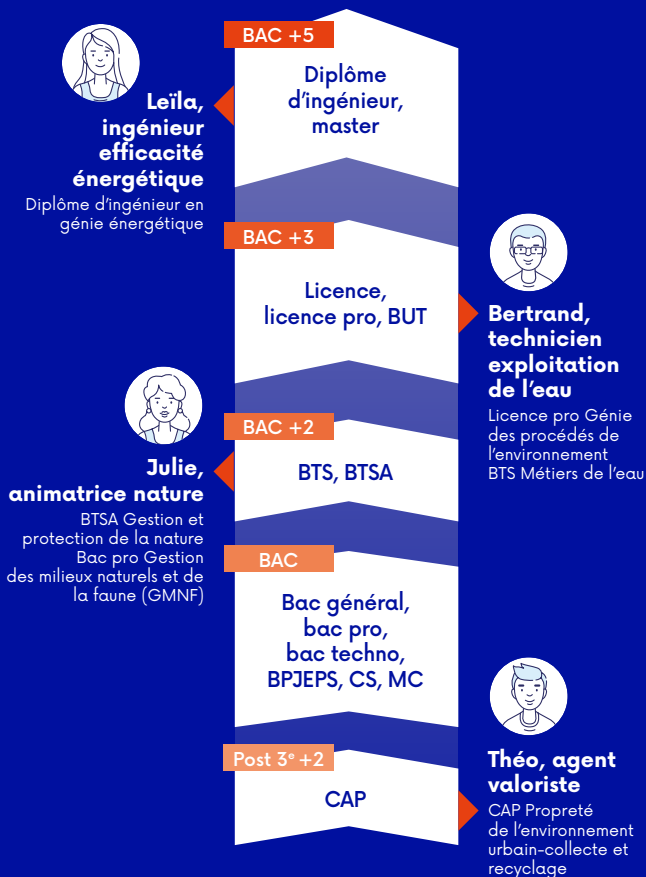 BAC +5
Diplôme
d'ingénieur,
master
Leïla,
ingénieur
efficacité
énergétique
Diplôme d'ingénieur en
génie énergétique
BAC +3
Licence,
licence pro, BUT
Bertrand,
technicien
exploitation
de l'eau
Licence pro Génie
des procédés de
l'environnement
BTS Métiers de l'eau
BAC +2
BTS, BTSA
Julie,
animatrice nature
BTSA Gestion et
protection de la nature
Bac pro Gestion
des milieux naturels et de
la faune (GMNF)
BAC
Bac général,
bac pro,
bac techno,
BPJEPS, CS, MC
Post 3ᵉ +2
CAP
Théo, agent
valoriste
CAP Propreté
de l'environnement
urbain-collecte et
recyclage